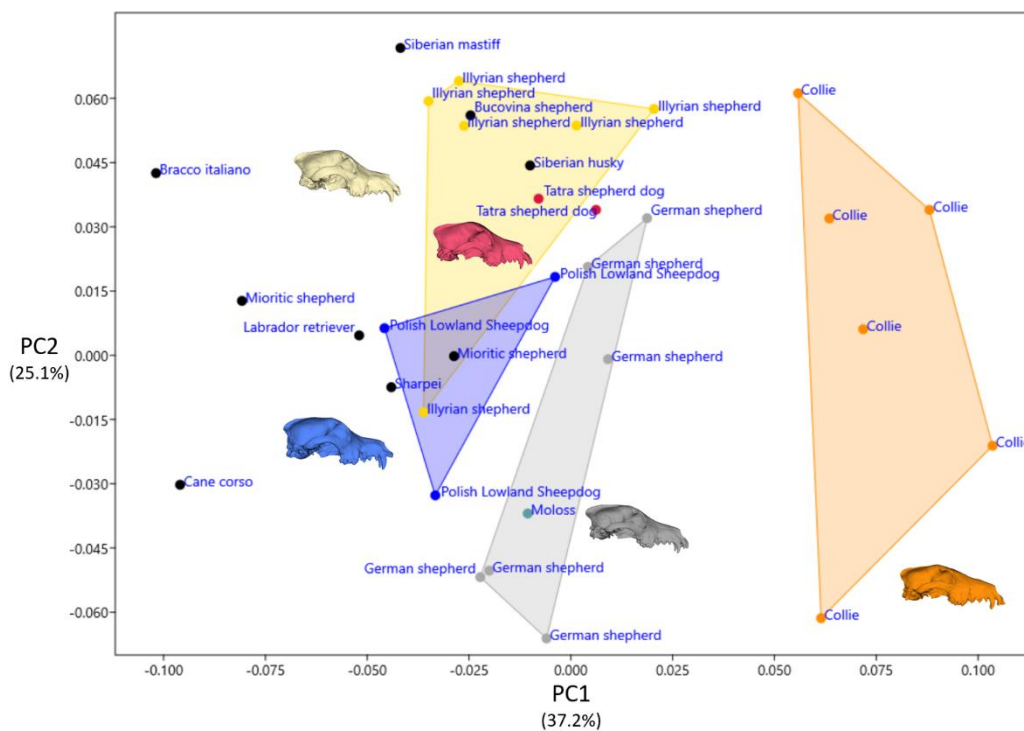 Siberian mastiff
Illyrian shepherd
Collie
0.060
Illyrian shepherd
Bucovina shepherd
Illyrian shepherd
Illyrian shepherd
Illyrian shepherd
0.045
Bracco italiano
Siberian husky
Tatra shepherd dog
Collie
Tatra shepherd dog
German shepherd
Collie
0.030
German shepherd
Polish Lowland Sheepdog
0.015
Mioritic shepherd
Labrador retriever
Polish Lowland Sheepdog
Collie
PC2
(25.1%)
0.000
Mioritic shepherd
German shepherd
Sharpei
-0.015
Illyrian shepherd
Collie
-0.030
Cane corso
Polish Lowland Sheepdog
Moloss
-0.045
German shepherd
German shepherd
-0.060
Collie
German shepherd
-0.100 -0.075 -0.050 -0.025 0.000 0.025 0.050 0.075 0.100
PC1
(37.2%)